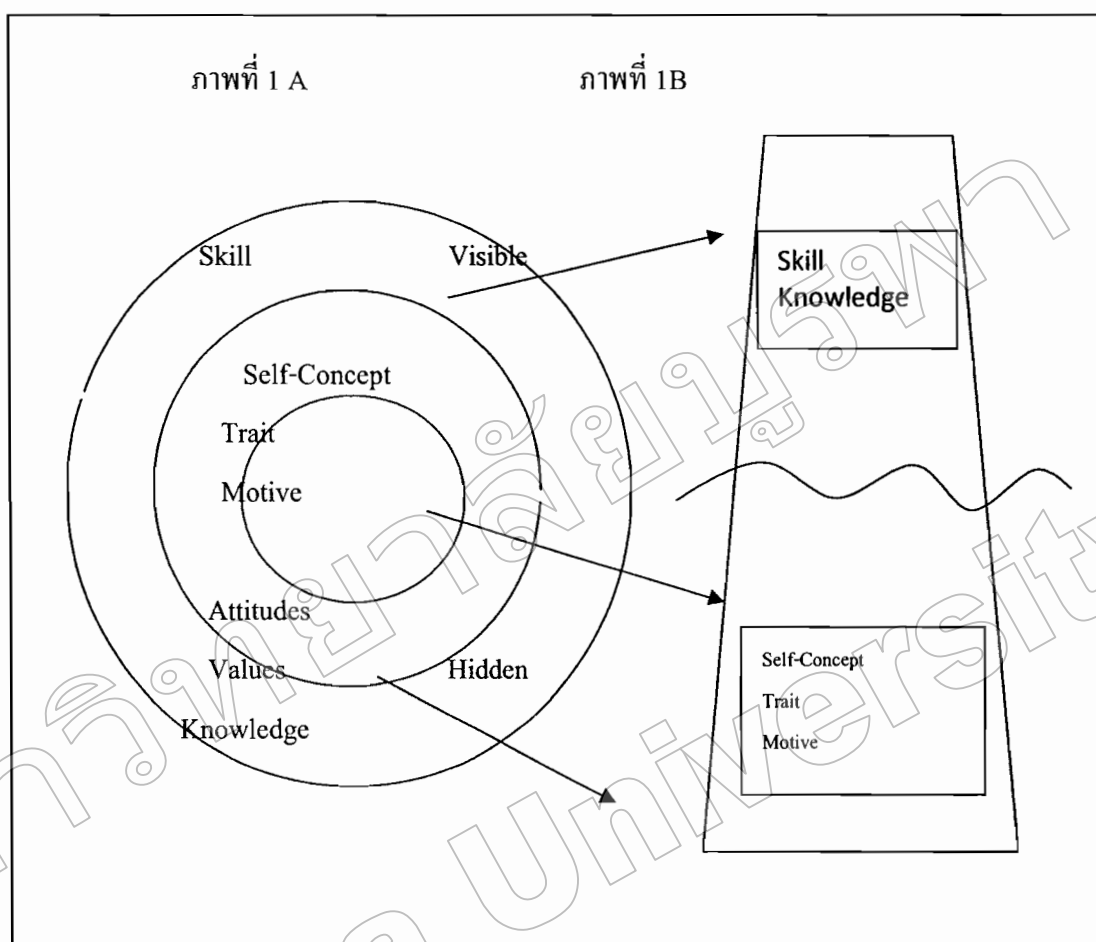 ภาพที่ 1 A
ภาพที่ 1B
Skill
Visible
Self-Concept
Trait
Motive
Attitudes
Values
Hidden
Knowledge
Skill
Knowledge
Self-Concept
Trait
Motive